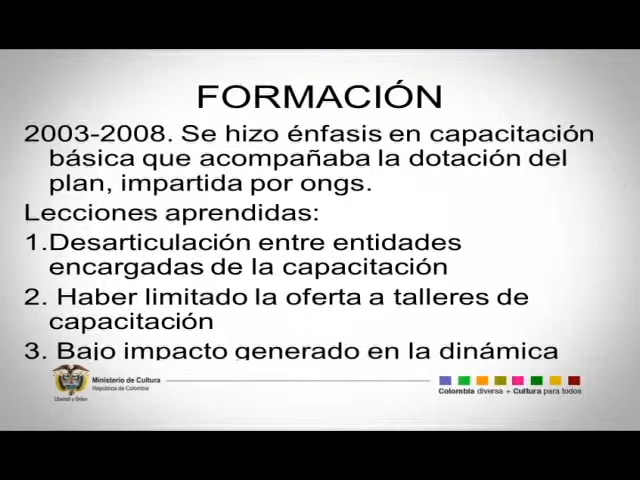 FORMACIÓN
2003-2008. Se hizo énfasis en capacitación
básica que acompañaba la dotación del
plan, impartida por ongs.
Lecciones aprendidas:
1.Desarticulación entre entidades
encargadas de la capacitación
2. Haber limitado la oferta a talleres de
capacitación
3. Bajo impacto generado en la dinámica
Ministerio de Cultura
República de Colombia
Libertad y Orden
Colombia diversa + Cultura para todos